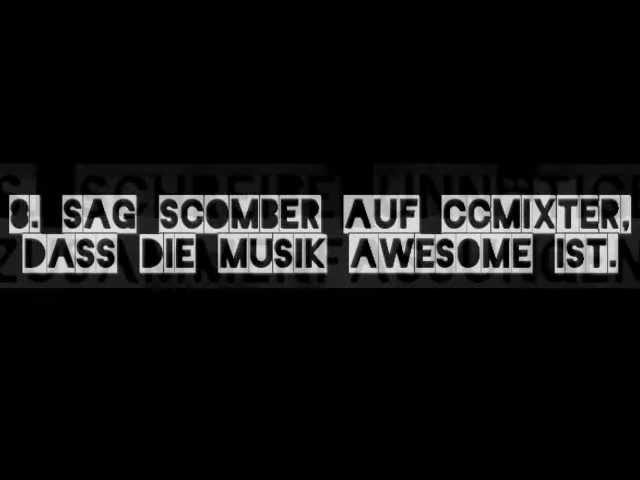 8. SAG SCOMBER AUF CCMIXTER,
DASS DIE MUSIK AWESOME IST.